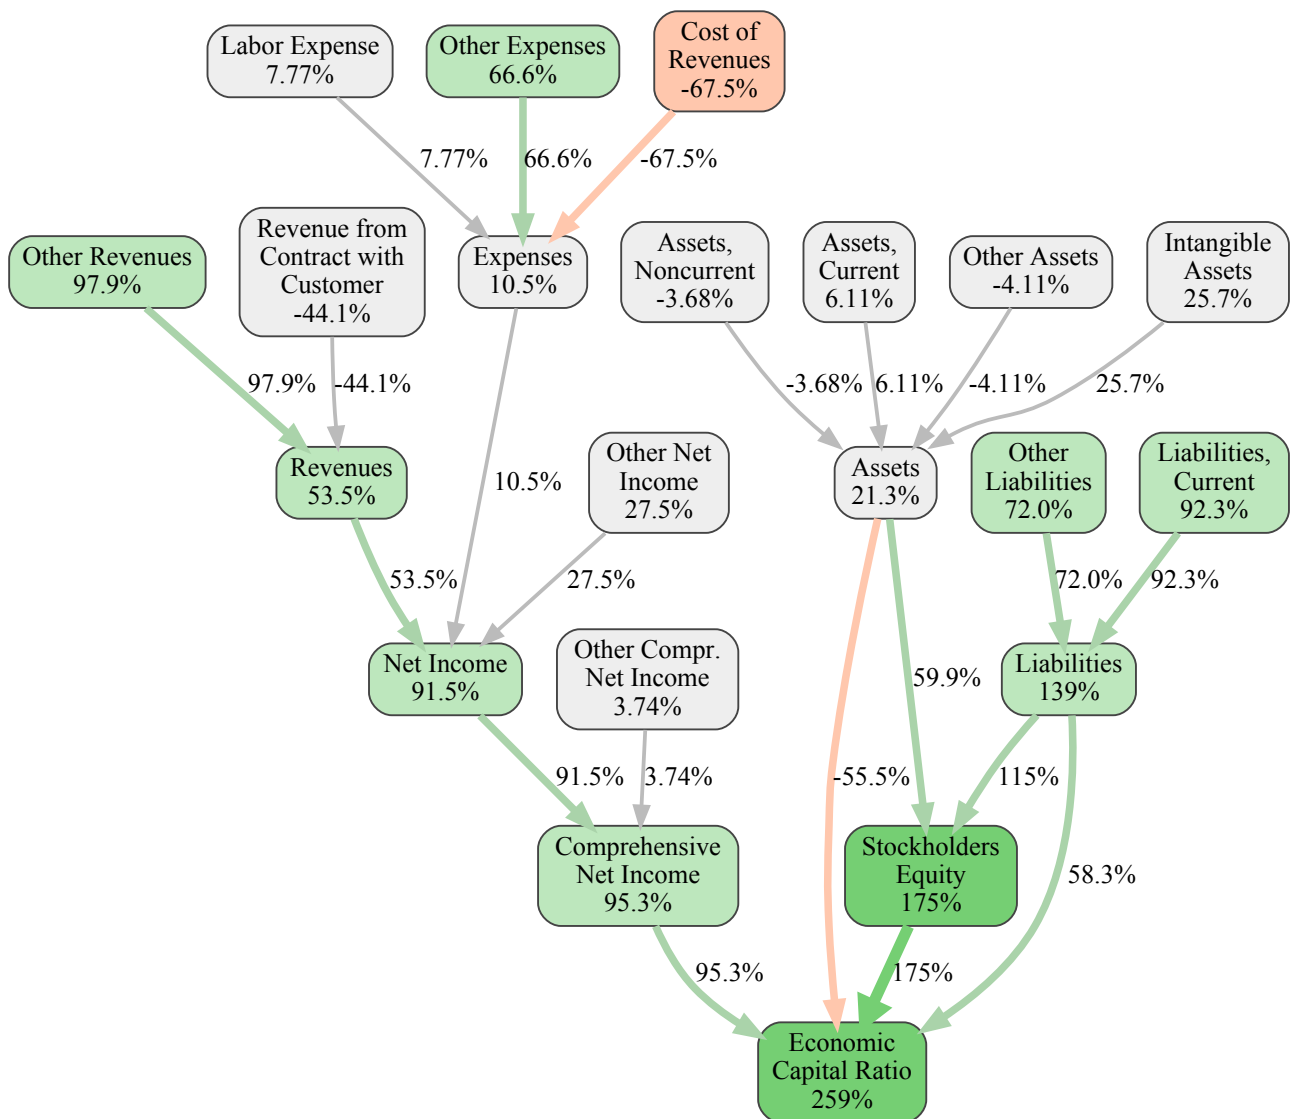 Labor Expense
7.77%
Other Expenses
66.6%
Cost of
Revenues
-67.5%
7.77%
66.6%
-67.5%
Other Revenues
97.9%
Revenue from
Contract with
Customer
-44.1%
Expenses
10.5%
Assets,
Noncurrent
-3.68%
Assets,
Current
6.11%
Other Assets
-4.11%
Intangible
Assets
25.7%
97.9%
-44.1%
-3.68%
6.11%
-4.11%
25.7%
Revenues
53.5%
10.5%
Other Net
Income
27.5%
Assets
21.3%
Other
Liabilities
72.0%
Liabilities,
Current
92.3%
53.5%
27.5%
72.0%
92.3%
Net Income
91.5%
Other Compr.
Net Income
3.74%
59.9%
Liabilities
139%
91.5%
3.74%
-55.5%
115%
Comprehensive
Net Income
95.3%
Stockholders
Equity
175%
58.3%
95.3%
175%
Economic
Capital Ratio
259%